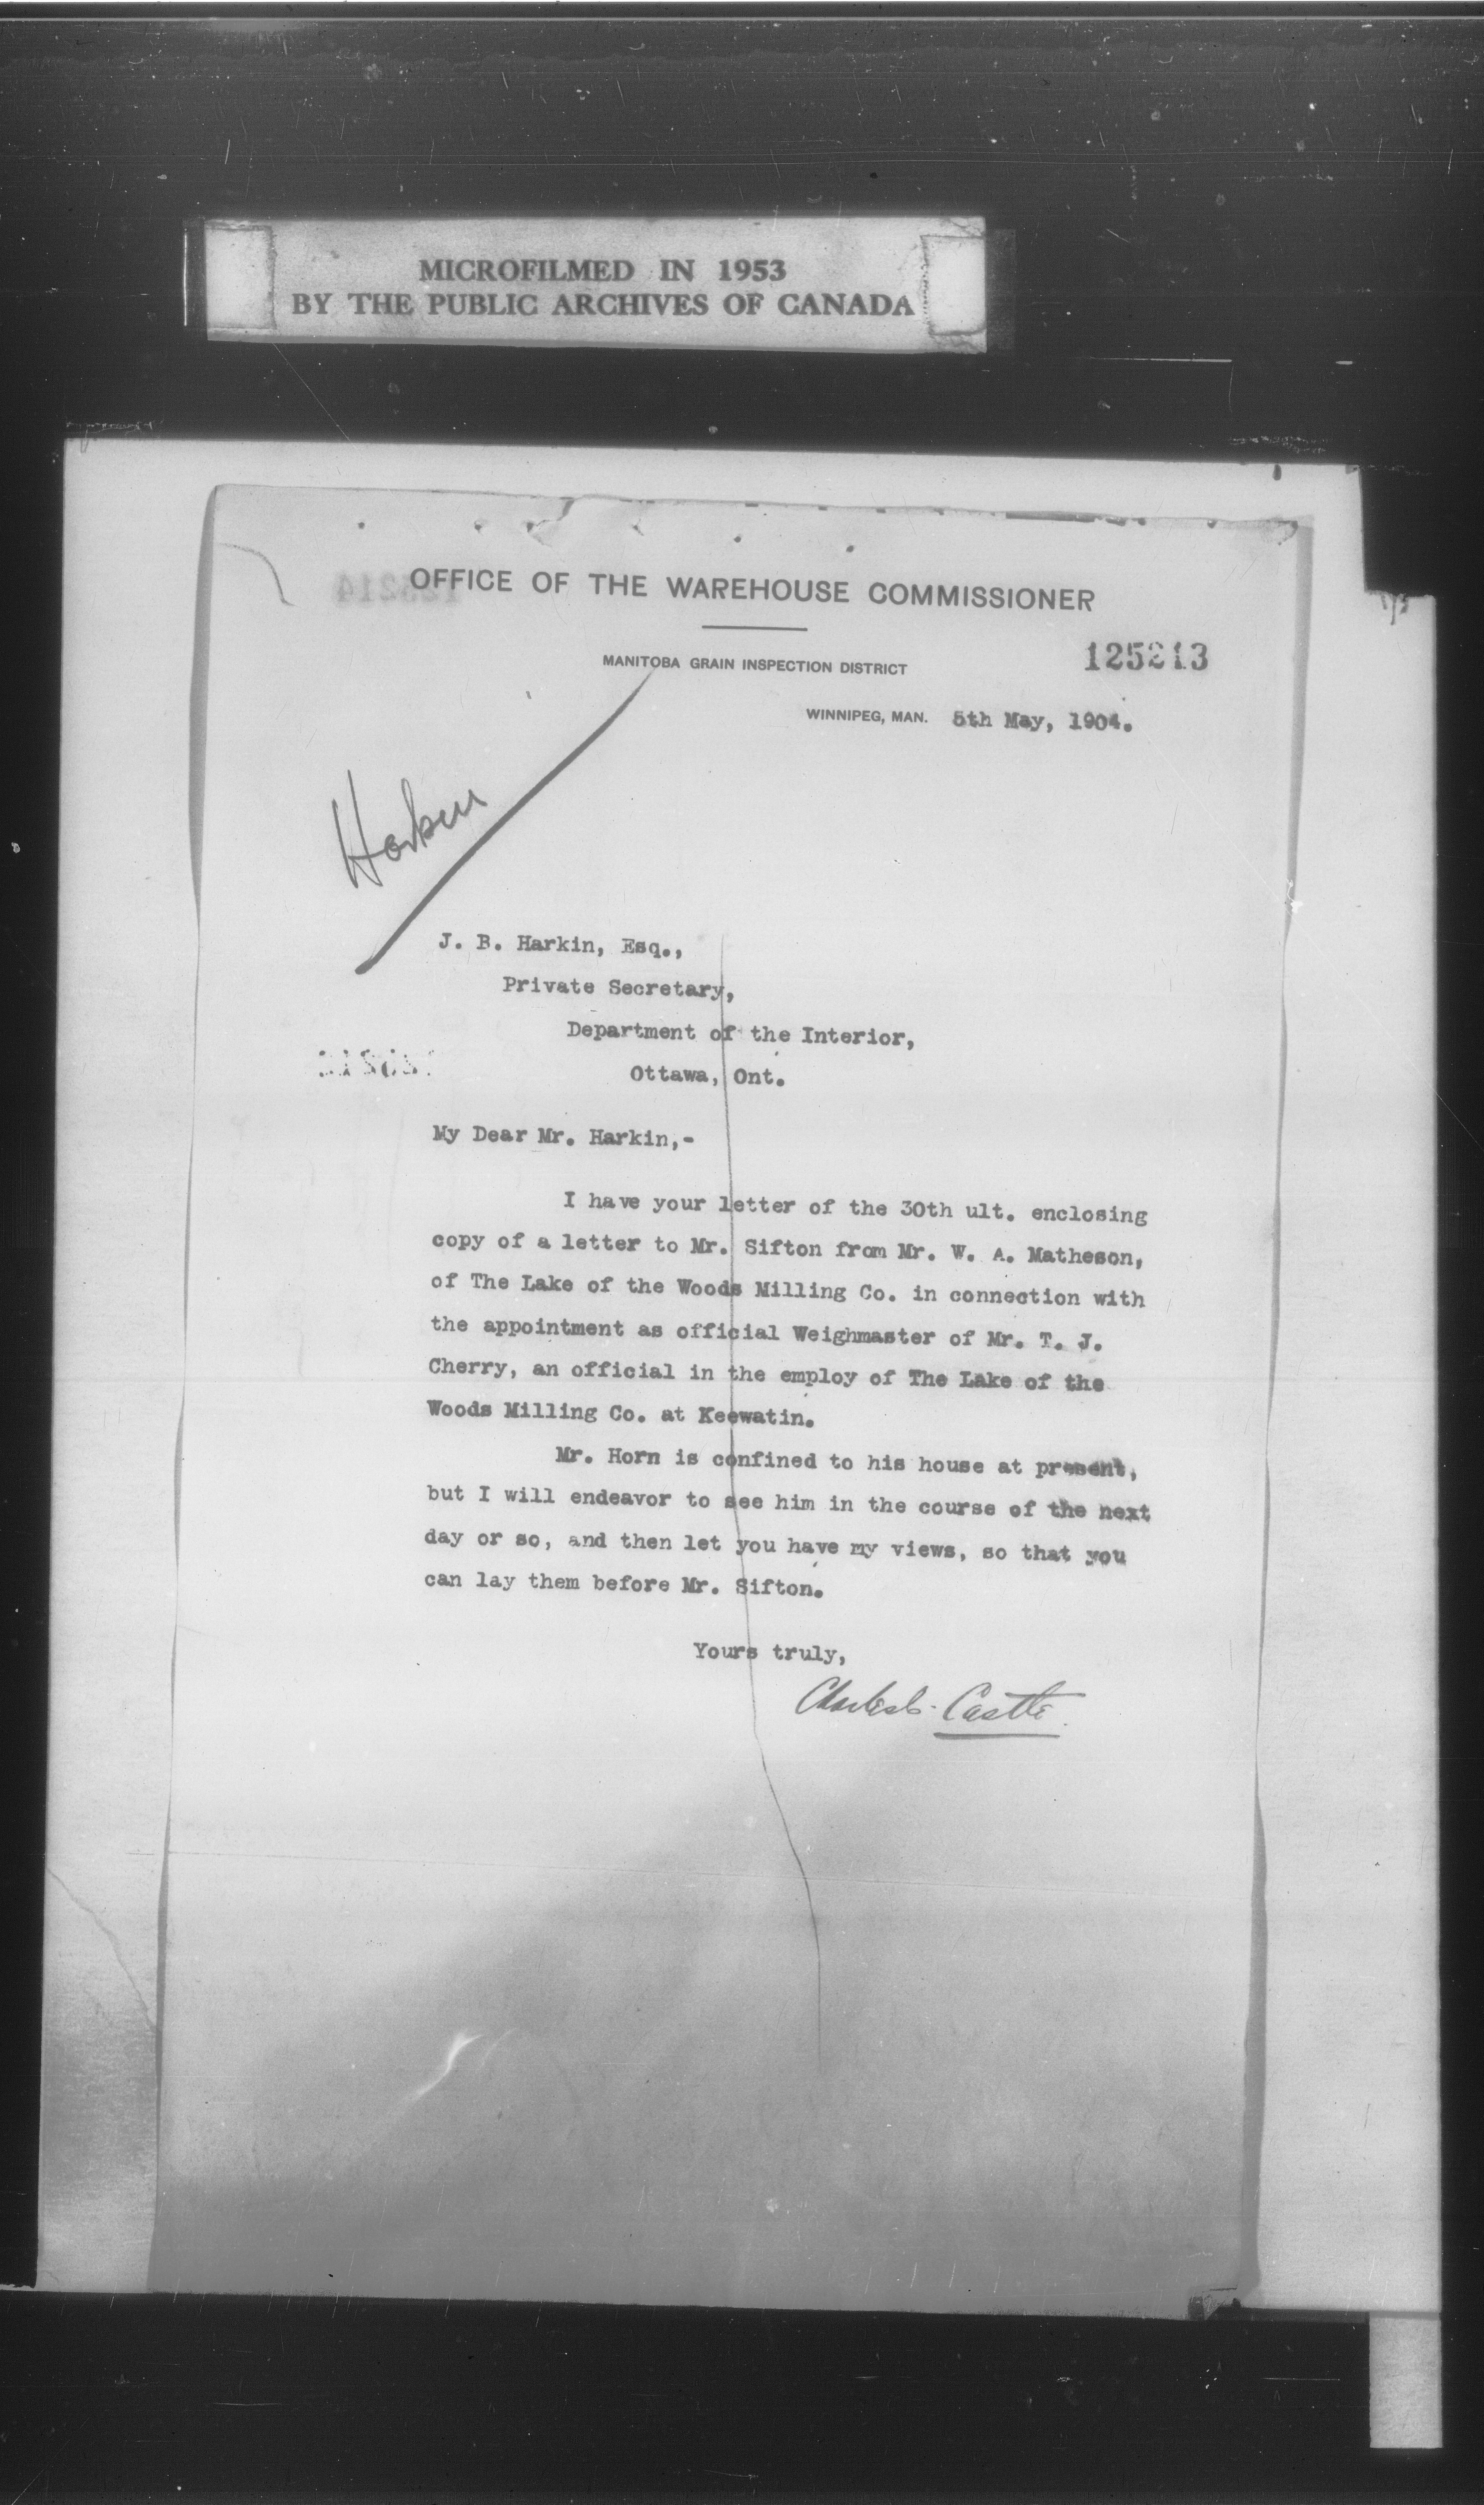 MICROFILMED IN 1953
BY THE PUBLIC ARCHIVES OF CANADA
OFFICE OF THE WAREHOUSE COMMISSIONER
MANITOBA GRAIN INSPECTION DISTRICT
125213
WINNIPEG, MAN. 5th May, 1904.
Harkin
J. B. Harkin, Esq.,
Private Secretary,
Department of the Interior,
Ottawa, Ont.
My Dear Mr. Harkin,-
I have your letter of the 30th ult. enclosing
copy of a letter to Mr. Sifton from Mr. W. A. Matheson,
of The Lake of the Woods Milling Co. in connection with
the appointment as official Weighmaster of Mr. T. J.
Cherry, an official in the employ of The Lake of the
Woods Milling Co. at Keewatin.
Mr. Horn is confined to his house at present,
but I will endeavor to see him in the course of the next
day or so, and then let you have my views, so that you
can lay them before Mr. Sifton.
Yours truly,
Castle